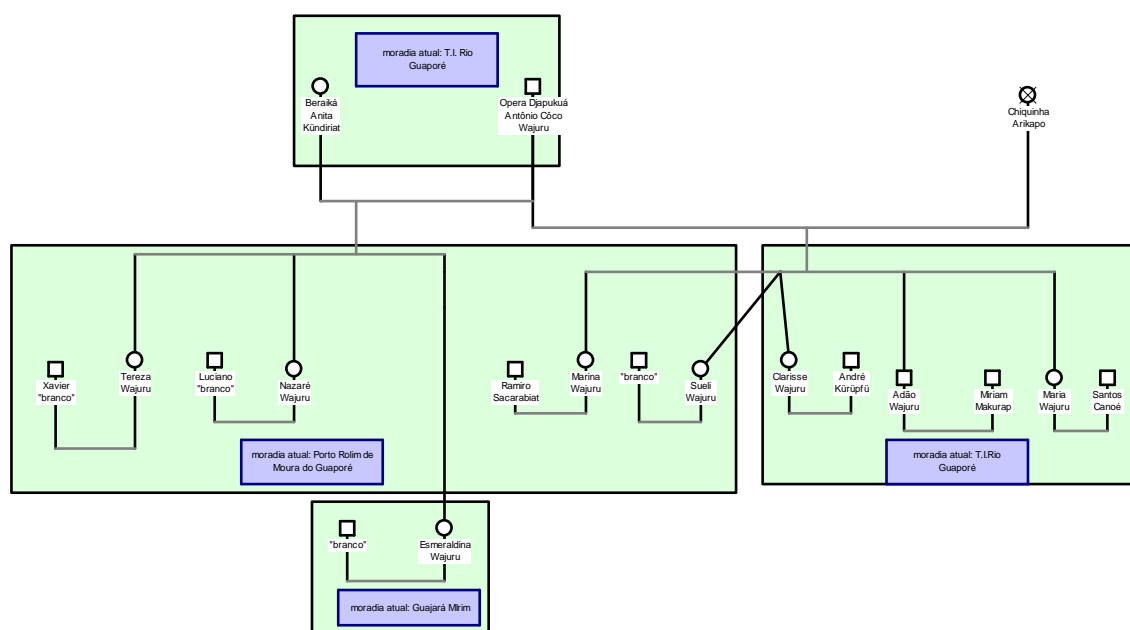 moradia atual: T.I. Rio
Guaporé
Beraiká
Anita
Kündiriat
Opera Djapukuá
Antônio Côco
Wajuru
Chiquinha
Arikapo
Xavier
"branco"
Tereza
Wajuru
Luciano
"branco"
Nazaré
Wajuru
Ramiro
Sacarabiat
Marina
Wajuru
"branco"
Sueli
Wajuru
Clarisse
Wajuru
André
Kürüpfü
Adão
Wajuru
Miriam
Makurap
Maria
Wajuru
Santos
Canoé
moradia atual: Porto Rolim de
Moura do Guaporé
moradia atual: T.I.Rio
Guaporé
"branco"
Esmeraldina
Wajuru
moradia atual: Guajará MIrim